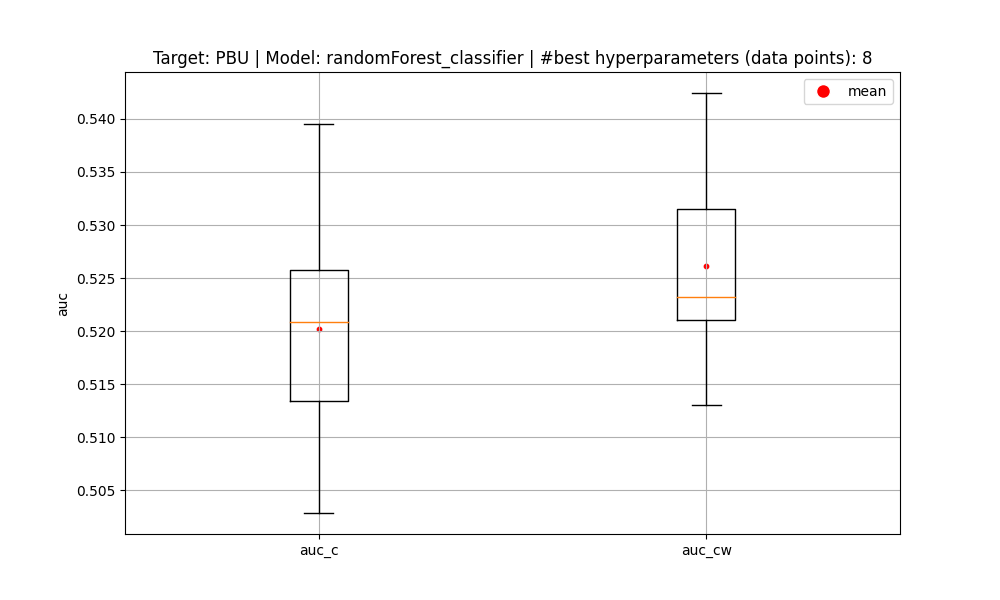 Target: PBU | Model: randomForest_classifier | #best hyperparameters (data points): 8
mean
0.540
0.535
0.530
0.525
0.520
0.515
0.510
0.505
auc
auc_c
auc_cw